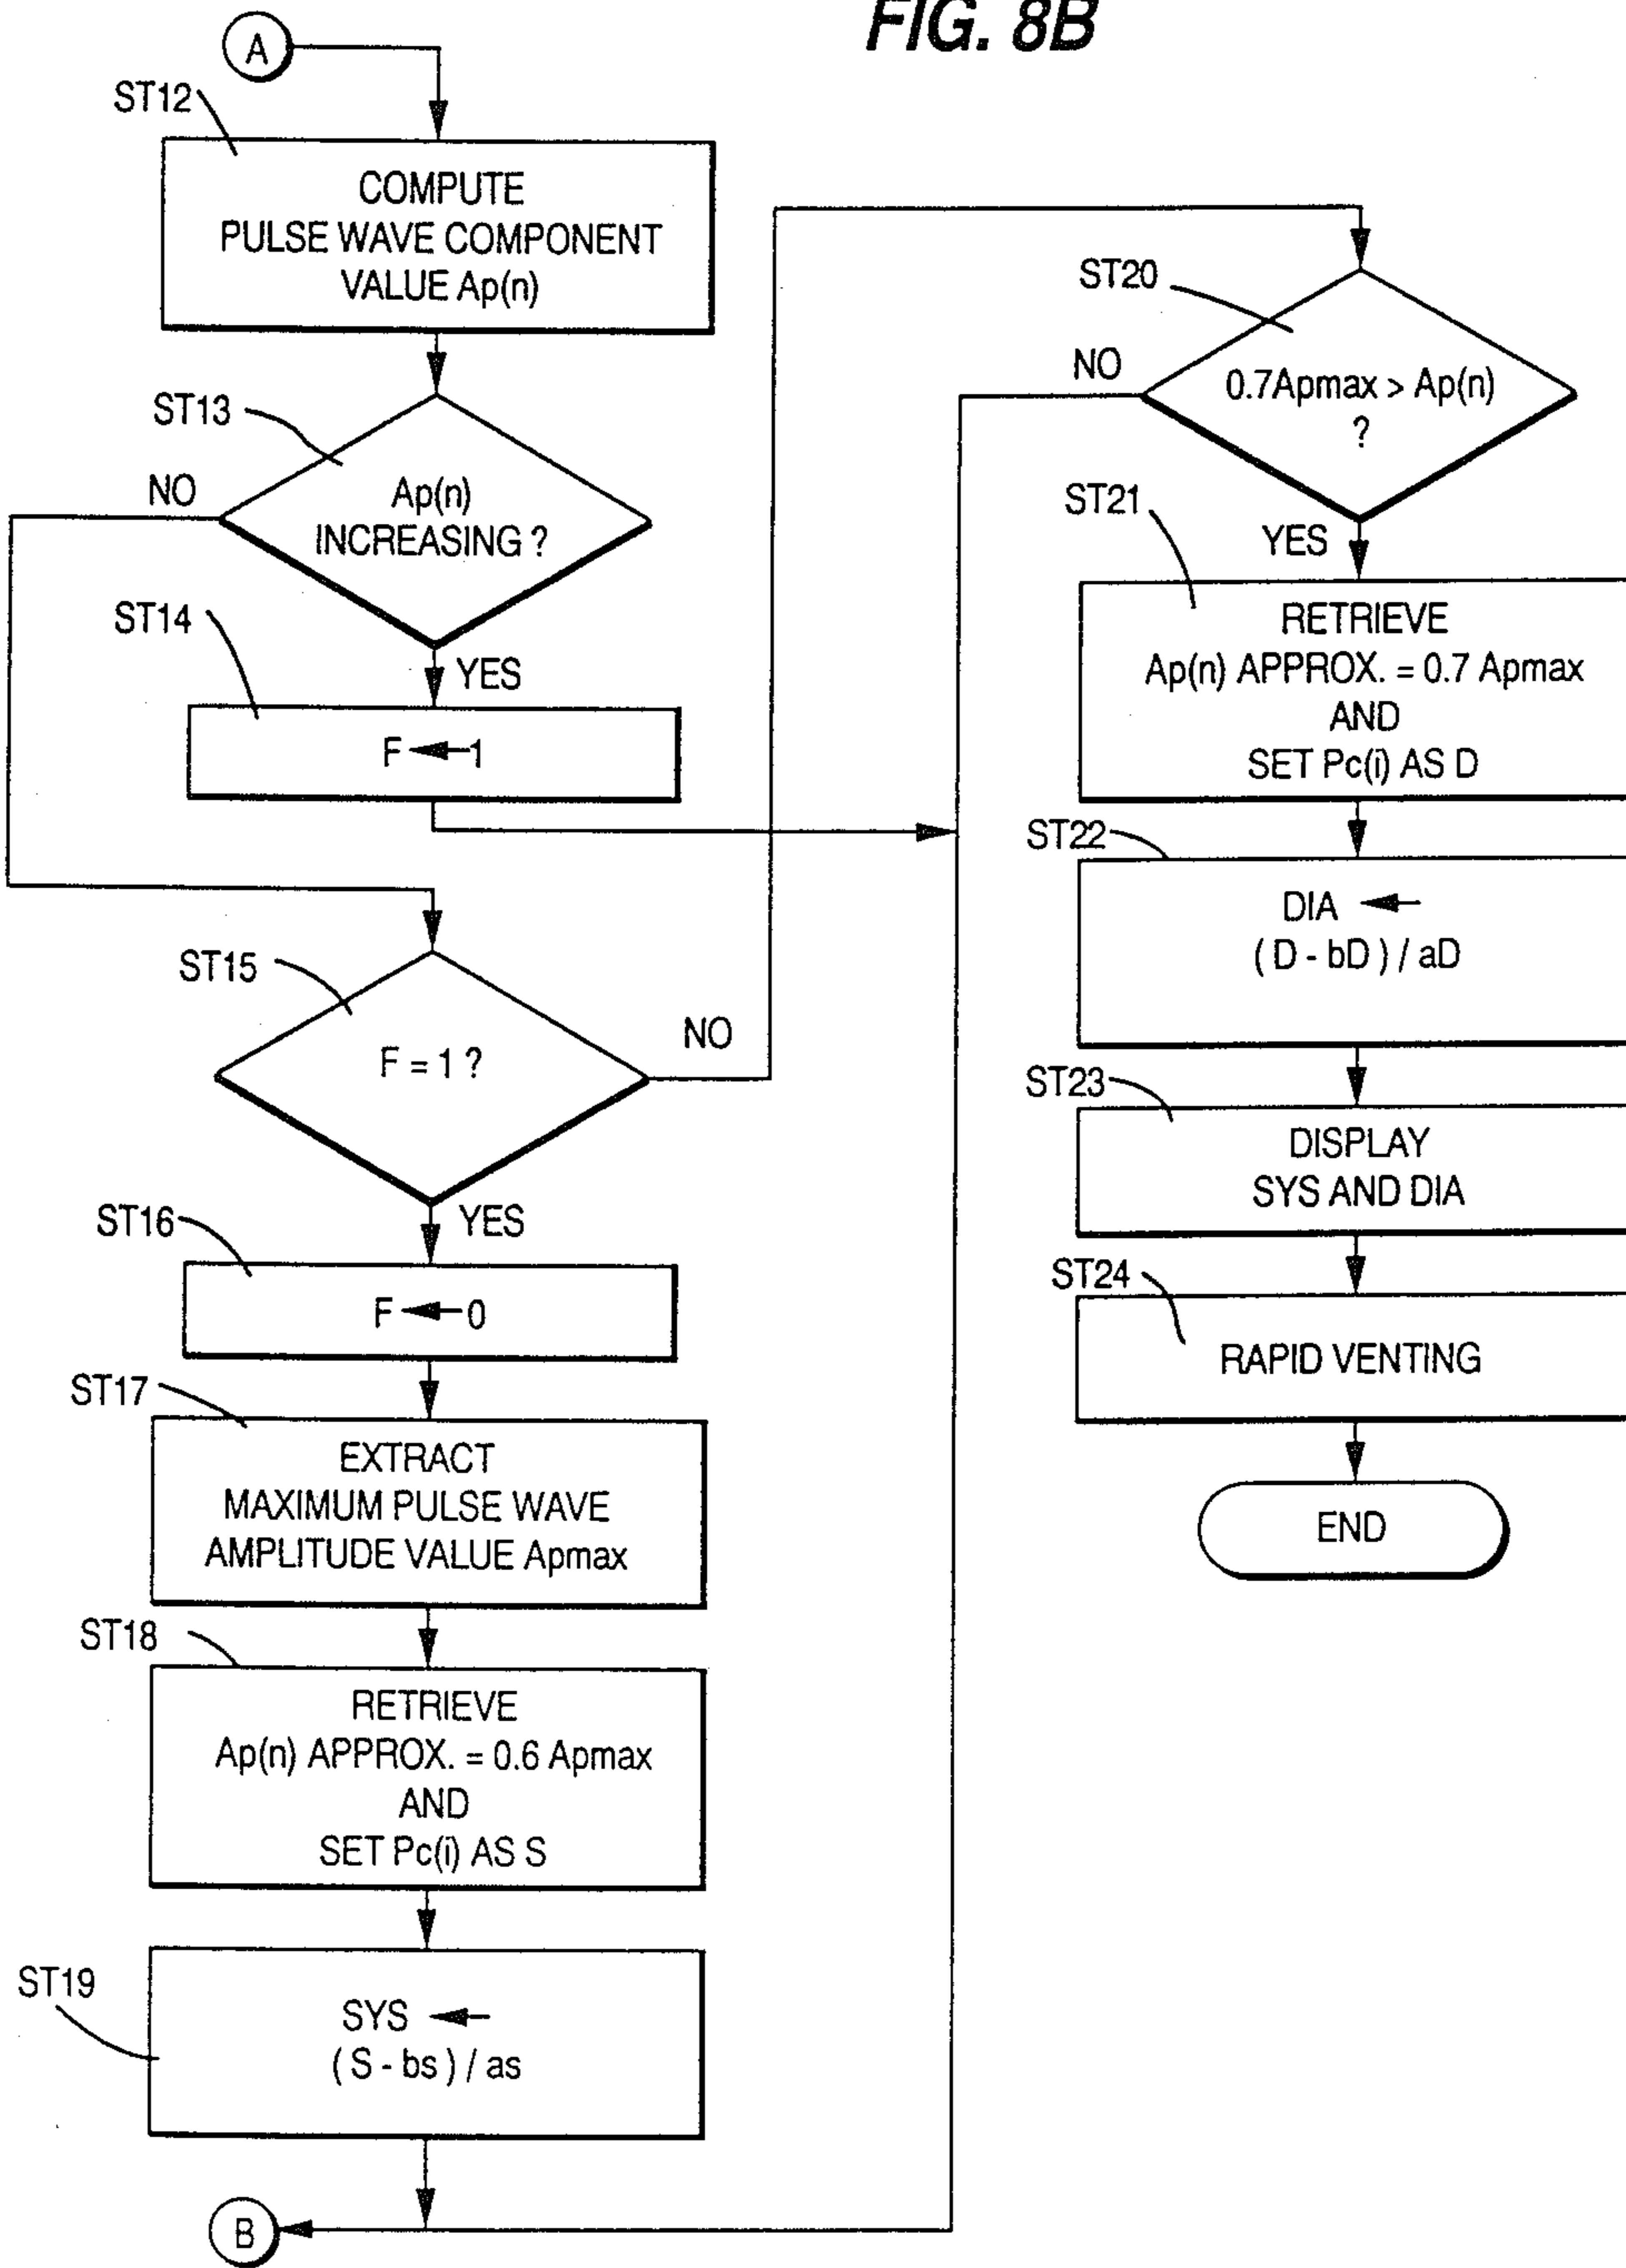 FIG. 8B
A
ST12
COMPUTE
PULSE WAVE COMPONENT
VALUE Ap(n)
ST13
NO
Ap(n)
INCREASING ?
ST14
YES
F ← 1
ST15
F = 1 ?
NO
ST16
YES
F ← 0
ST17
EXTRACT
MAXIMUM PULSE WAVE
AMPLITUDE VALUE Apmax
ST18
RETRIEVE
Ap(n) APPROX. = 0.6 Apmax
AND
SET Pc(i) AS S
ST19
SYS ←
( S - bs ) / as
B
ST20
NO
0.7Apmax > Ap(n)
?
ST21
YES
RETRIEVE
Ap(n) APPROX. = 0.7 Apmax
AND
SET Pc(i) AS D
ST22
DIA ←
( D - bD ) / aD
ST23
DISPLAY
SYS AND DIA
ST24
RAPID VENTING
END